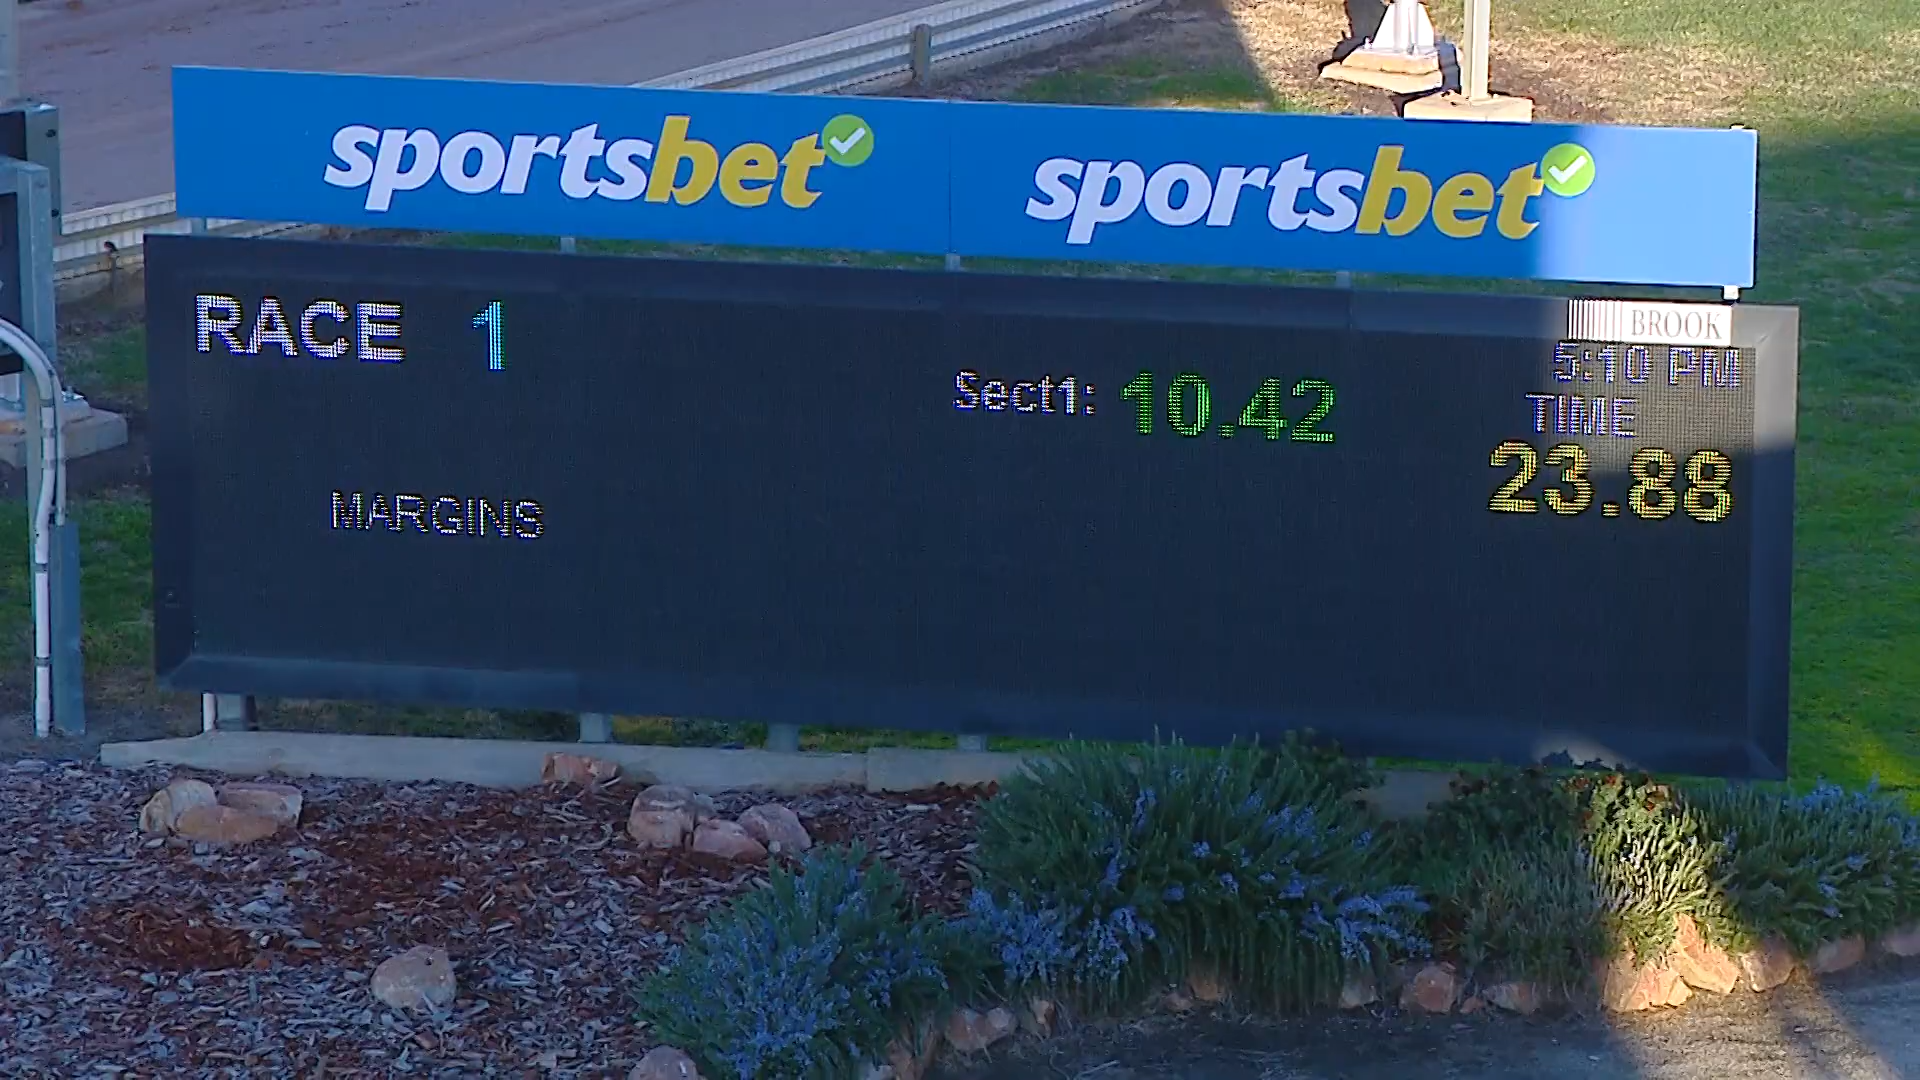 sportsbet sportsbet
RACE 1
BROOK
5:10 PM
Sect1: 10.42
TIME
23.88
MARGINS